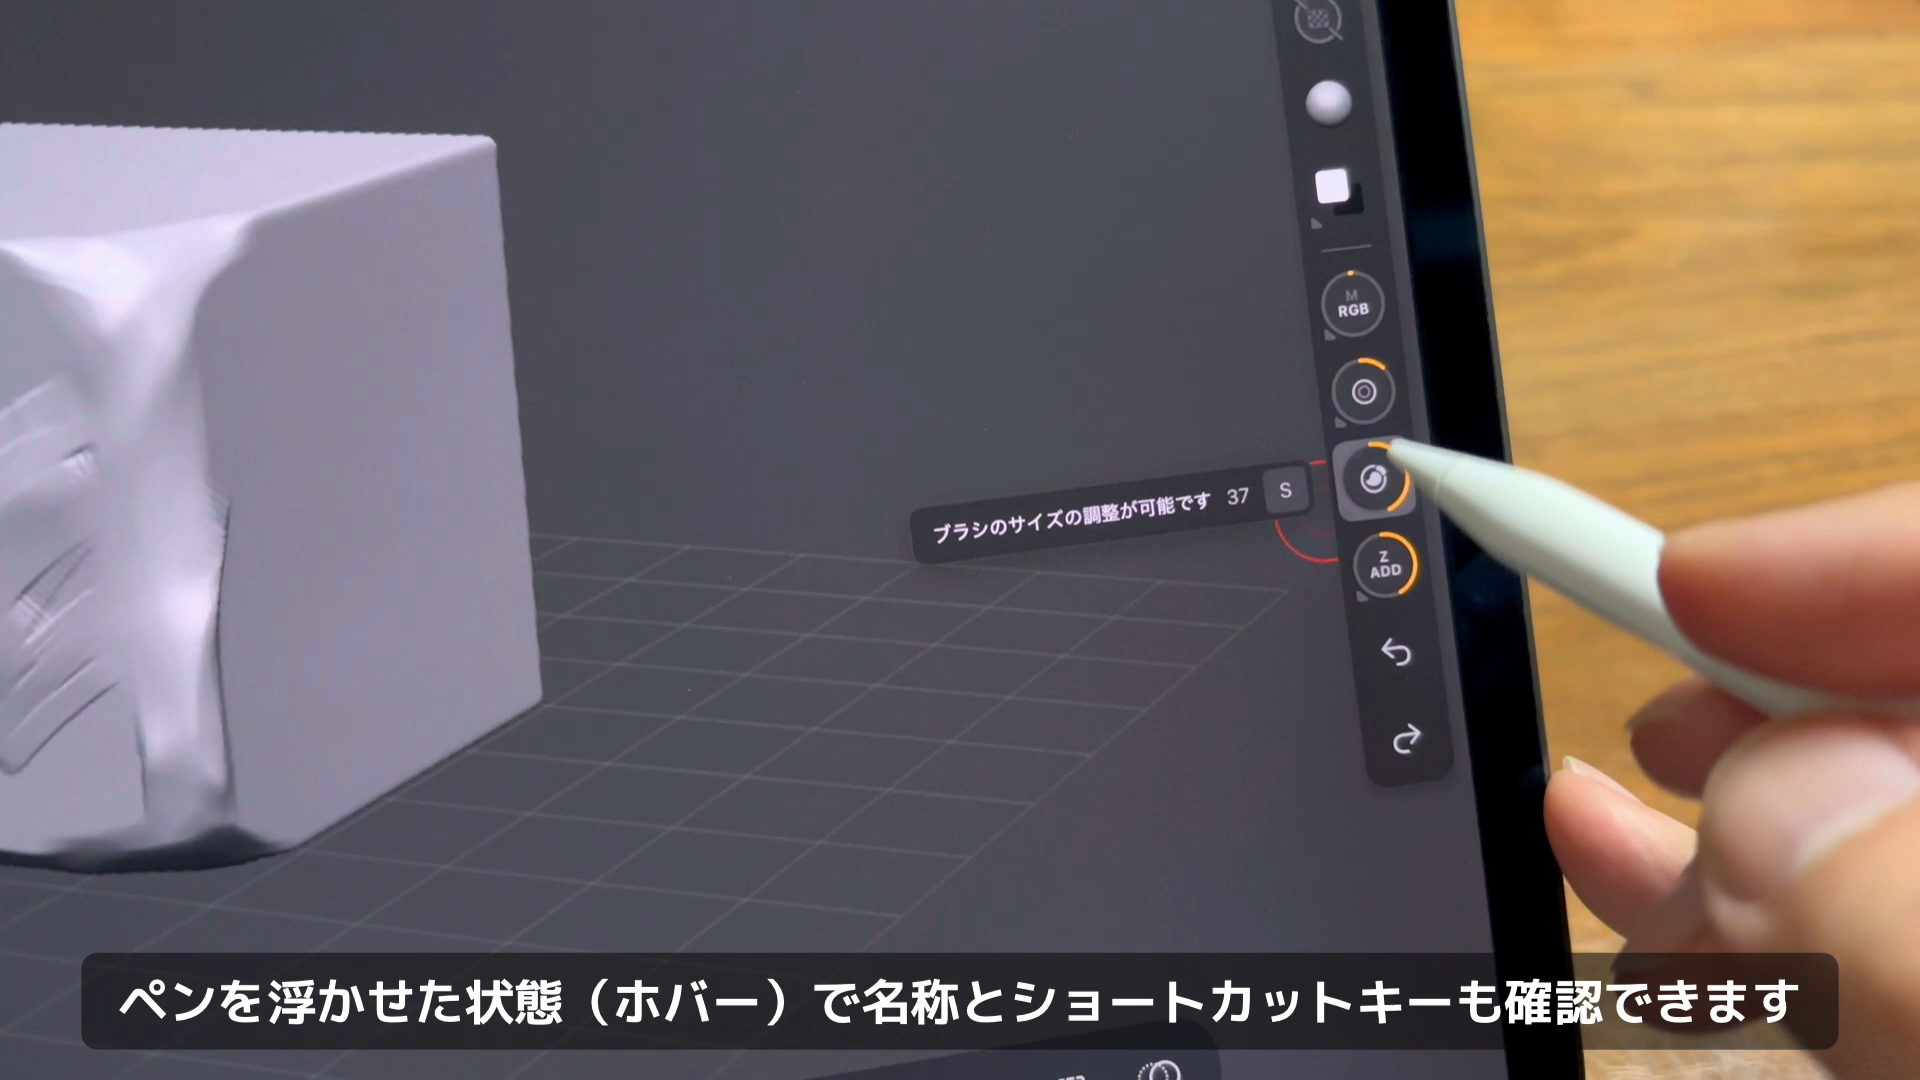 M
RGB
ブラシのサイズの調整が可能です 37 S
Z
ADD
ペンを浮かせた状態（ホバー）で名称とショートカットキーも確認できます